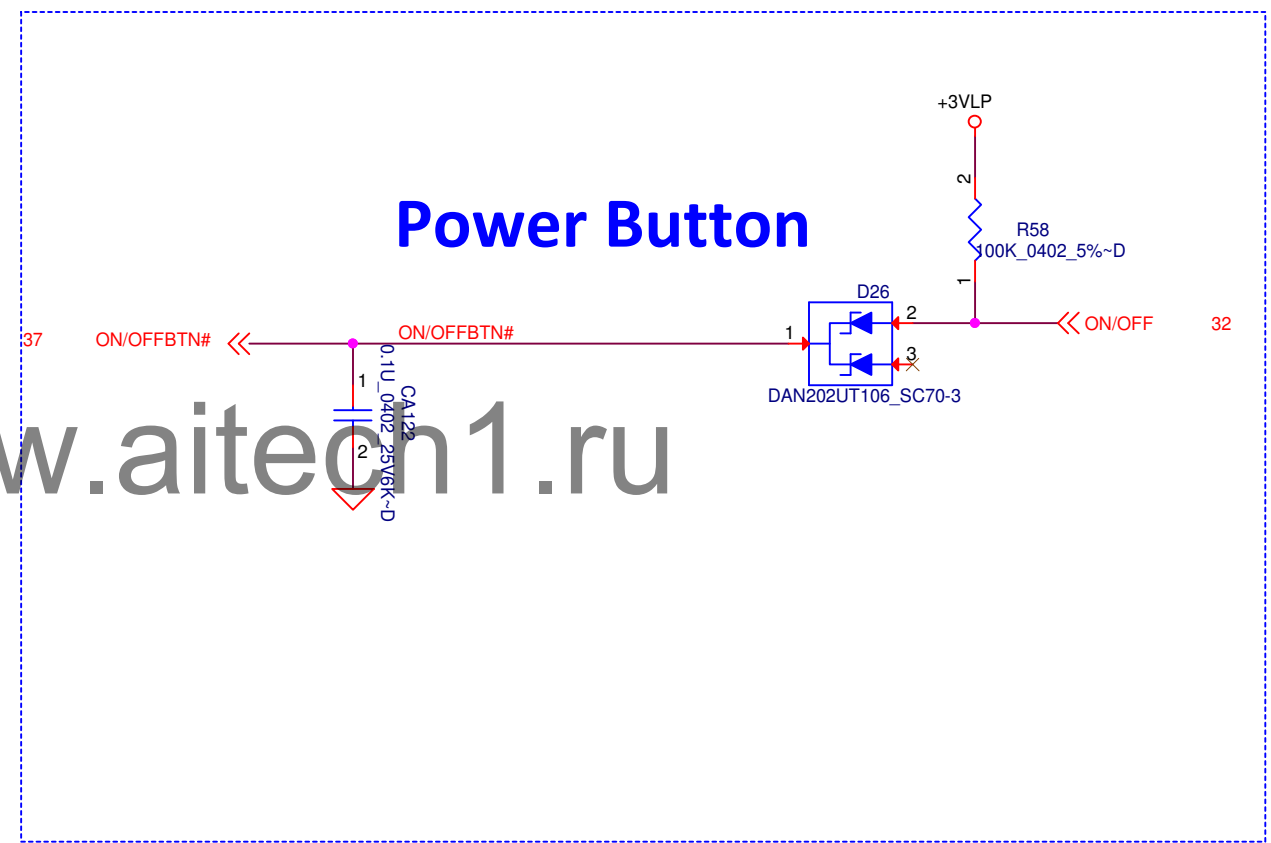 +3VLP
2
Power Button
R58
100K_0402_5%~D
1
D26
2
ON/OFF 32
37 ON/OFFBTN#
ON/OFFBTN#
1
3
DAN202UT106_SC70-3
1
2
CA122
0.1U_0402_25V6K~D
w.aitech1.ru